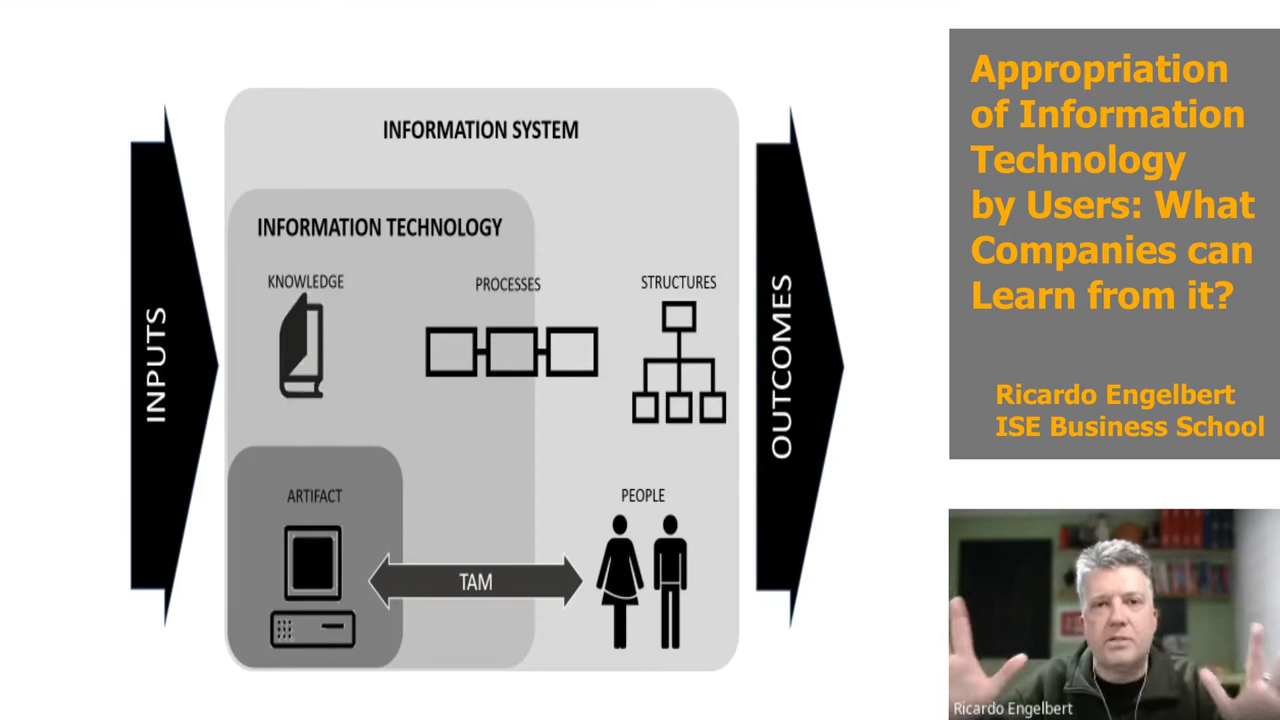 INFORMATION SYSTEM
INFORMATION TECHNOLOGY
KNOWLEDGE
PROCESSES
STRUCTURES
INPUTS
OUTCOMES
ARTIFACT
PEOPLE
TAM
Appropriation
of Information
Technology
by Users: What
Companies can
Learn from it?
Ricardo Engelbert
ISE Business School
Ricardo Engelbert